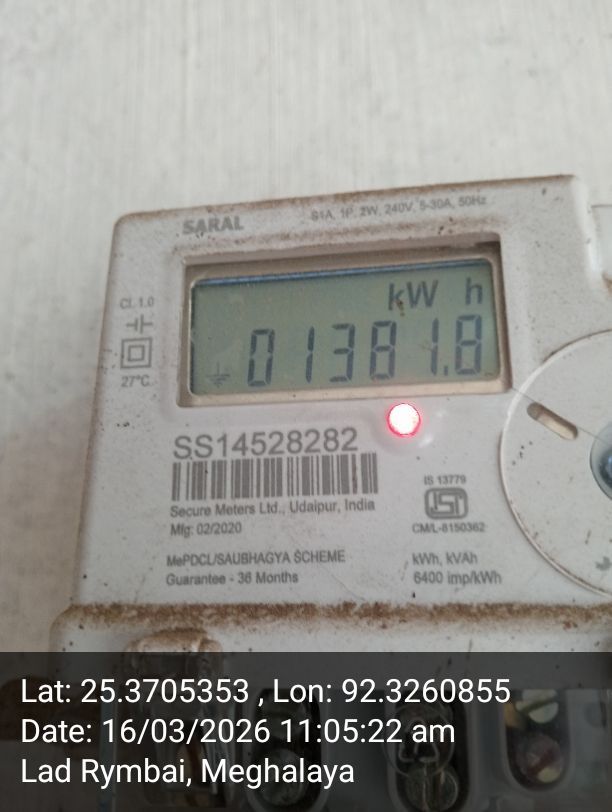 SARAL
S1A, 1P, 2W, 240V, 5-30A, 50Hz
CL 1.0
27°C
kW h
01381.8
SS14528282
Secure Meters Ltd., Udaipur, India
Mfg: 02/2020
IS 13779
CM/L-8150362
MePDCL/SAUBHAGYA SCHEME
Guarantee - 36 Months
kWh, kVAh
6400 imp/kWh
Lat: 25.3705353 , Lon: 92.3260855
Date: 16/03/2026 11:05:22 am
Lad Rymbai, Meghalaya